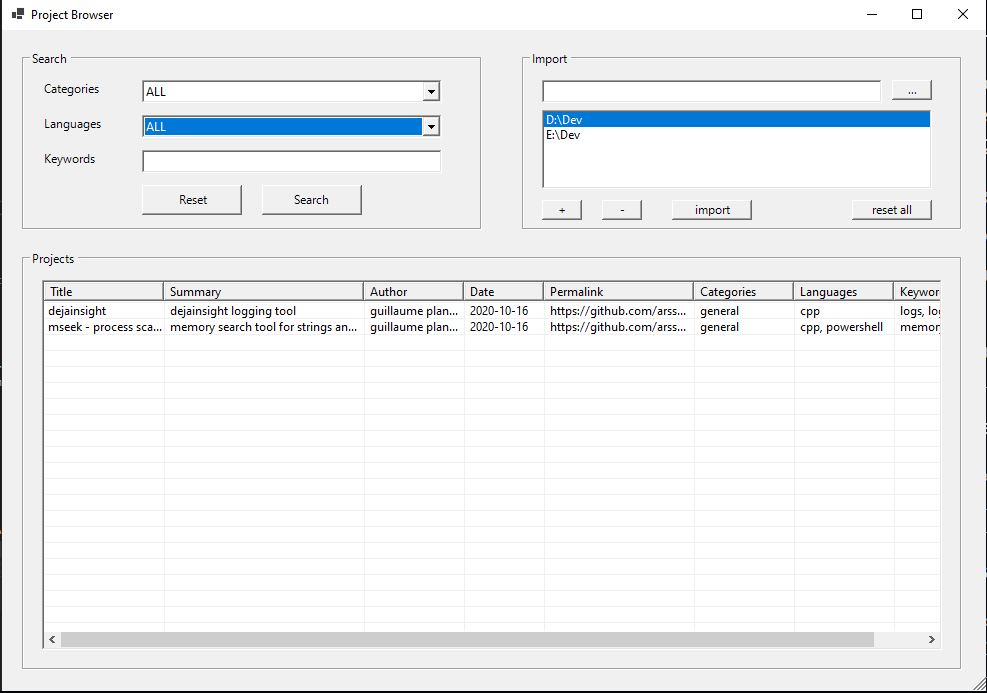 Project Browser
Search
Categories ALL
Languages ALL
Keywords
Reset Search
Import
...
D:\Dev
E:\Dev
+ - import reset all
Projects
Title Summary Author Date Permalink Categories Languages Keywor
dejainsight dejainsight logging tool guillaume plan... 2020-10-16 https://github.com/arss... general cpp logs, log
mseek - process sca... memory search tool for strings an... guillaume plan... 2020-10-16 https://github.com/arss... general cpp, powershell memor